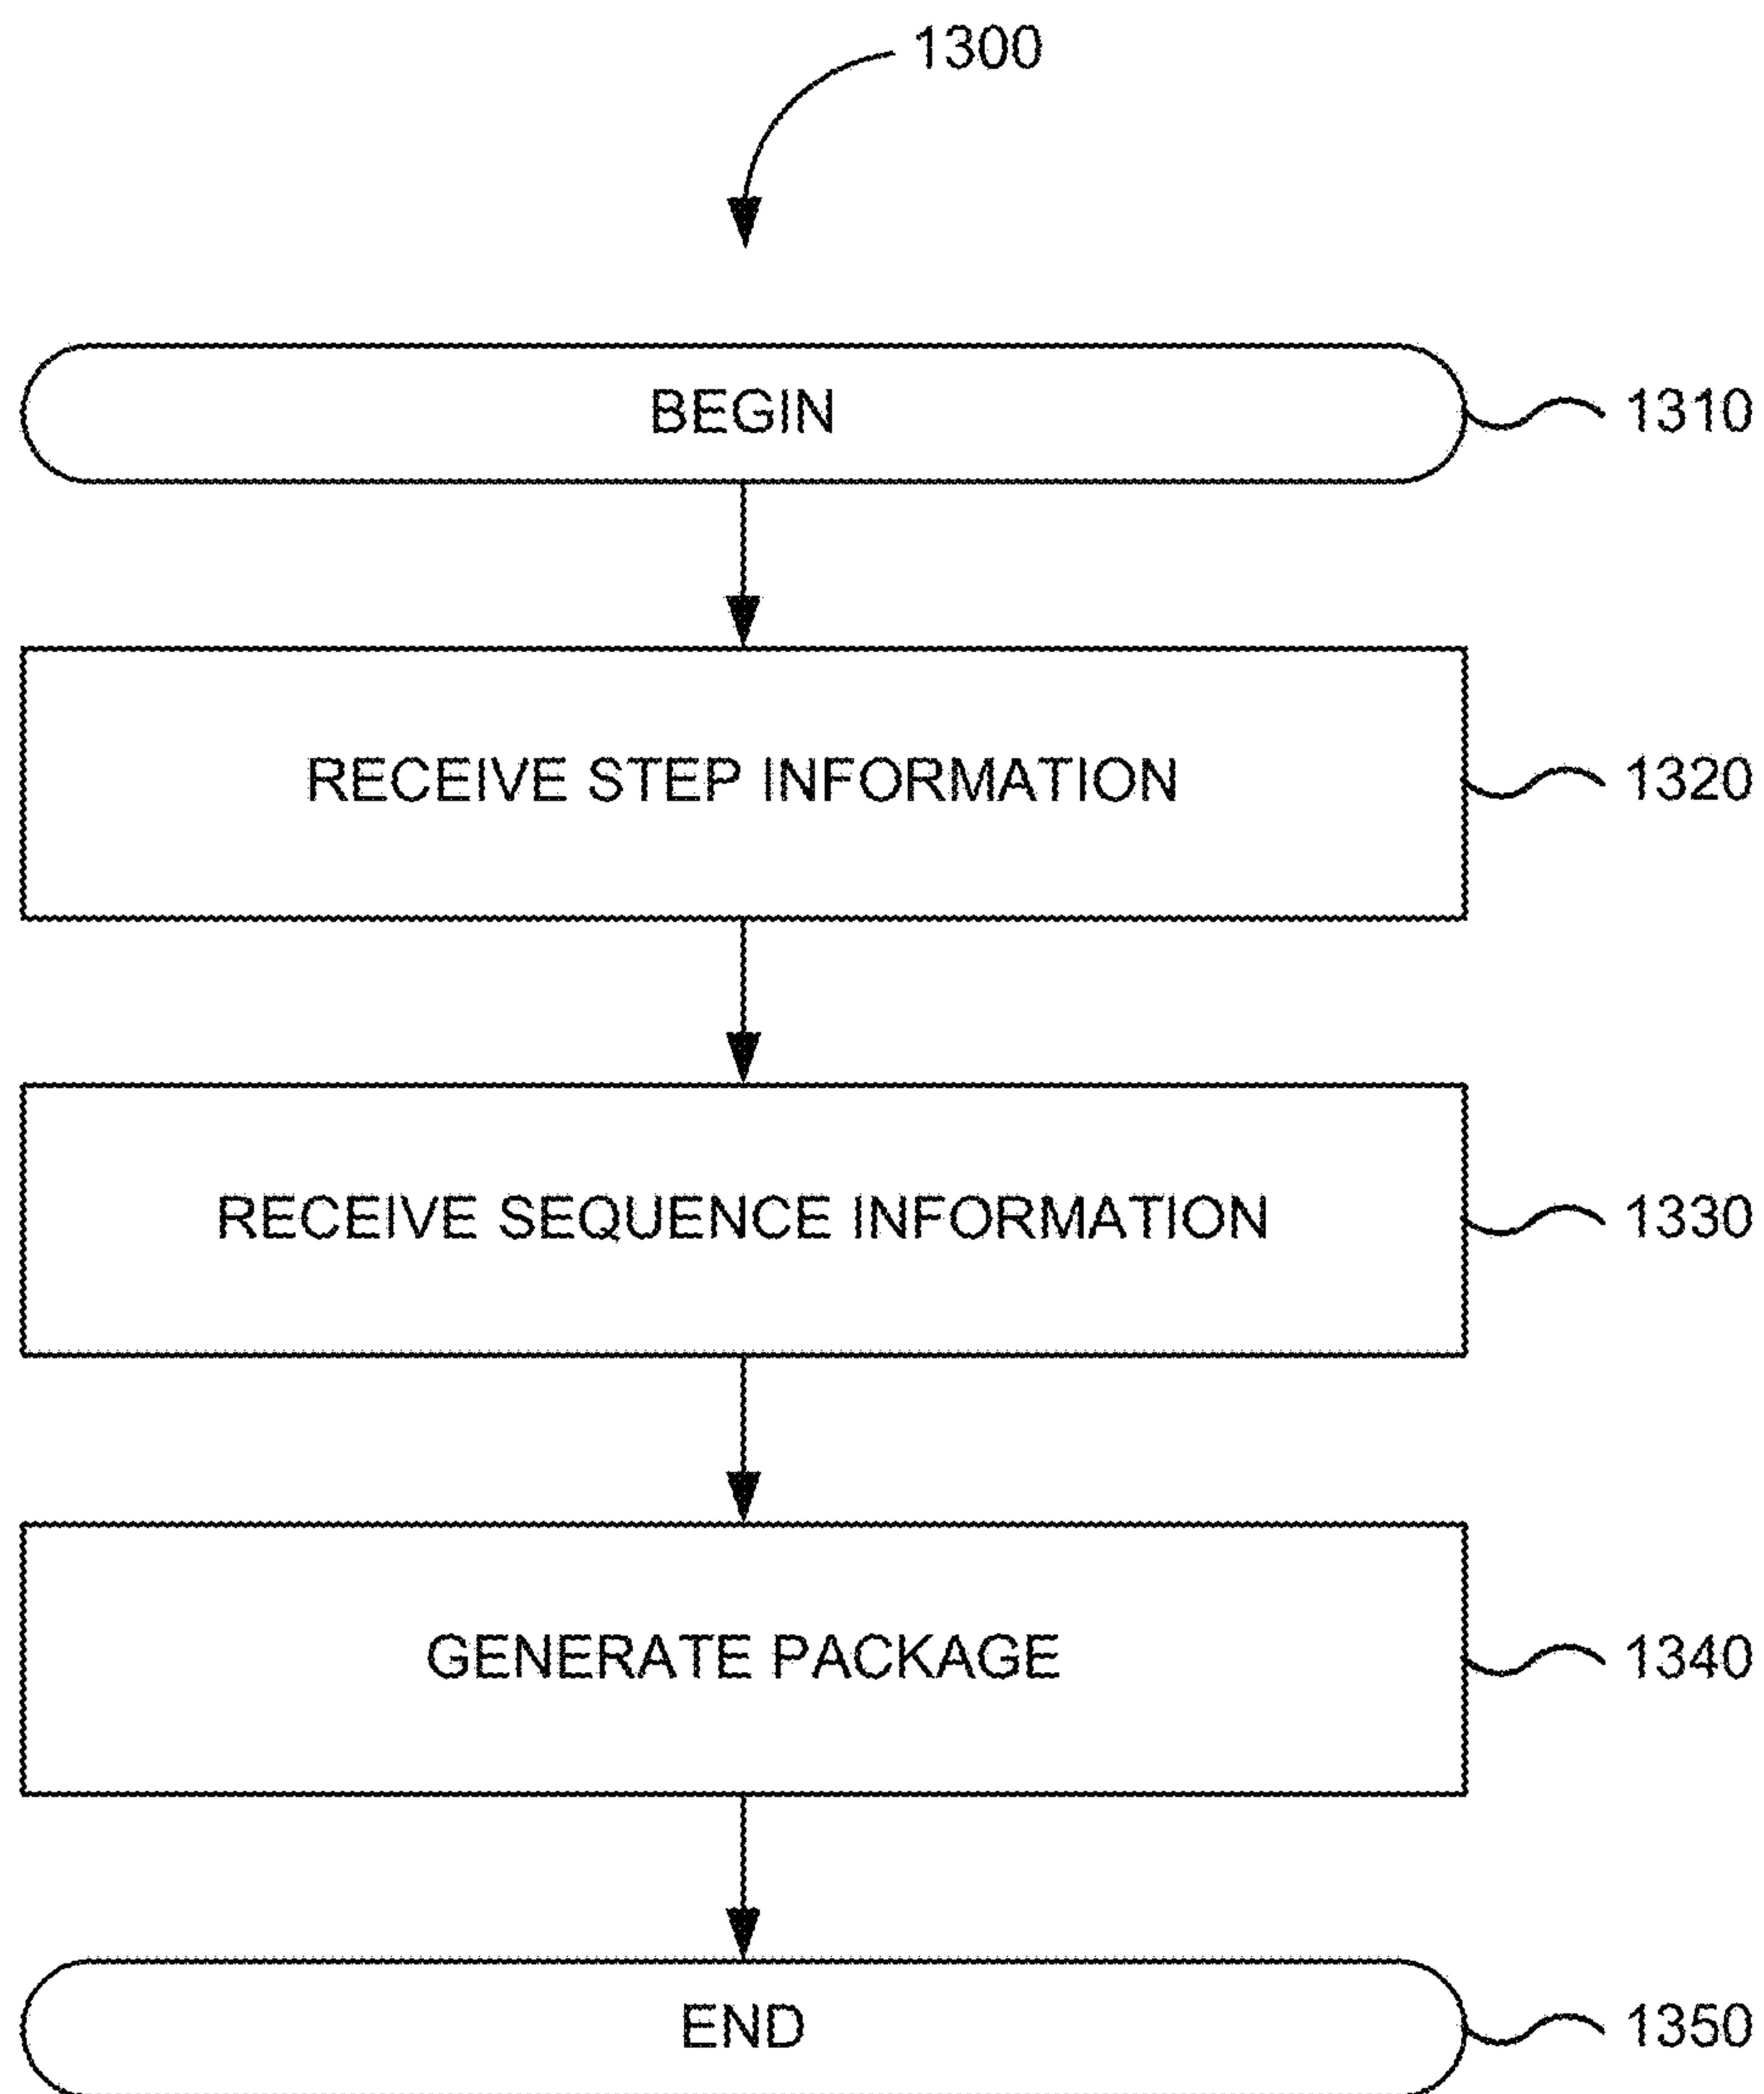 1300
BEGIN
1310
RECEIVE STEP INFORMATION
1320
RECEIVE SEQUENCE INFORMATION
1330
GENERATE PACKAGE
1340
END
1350